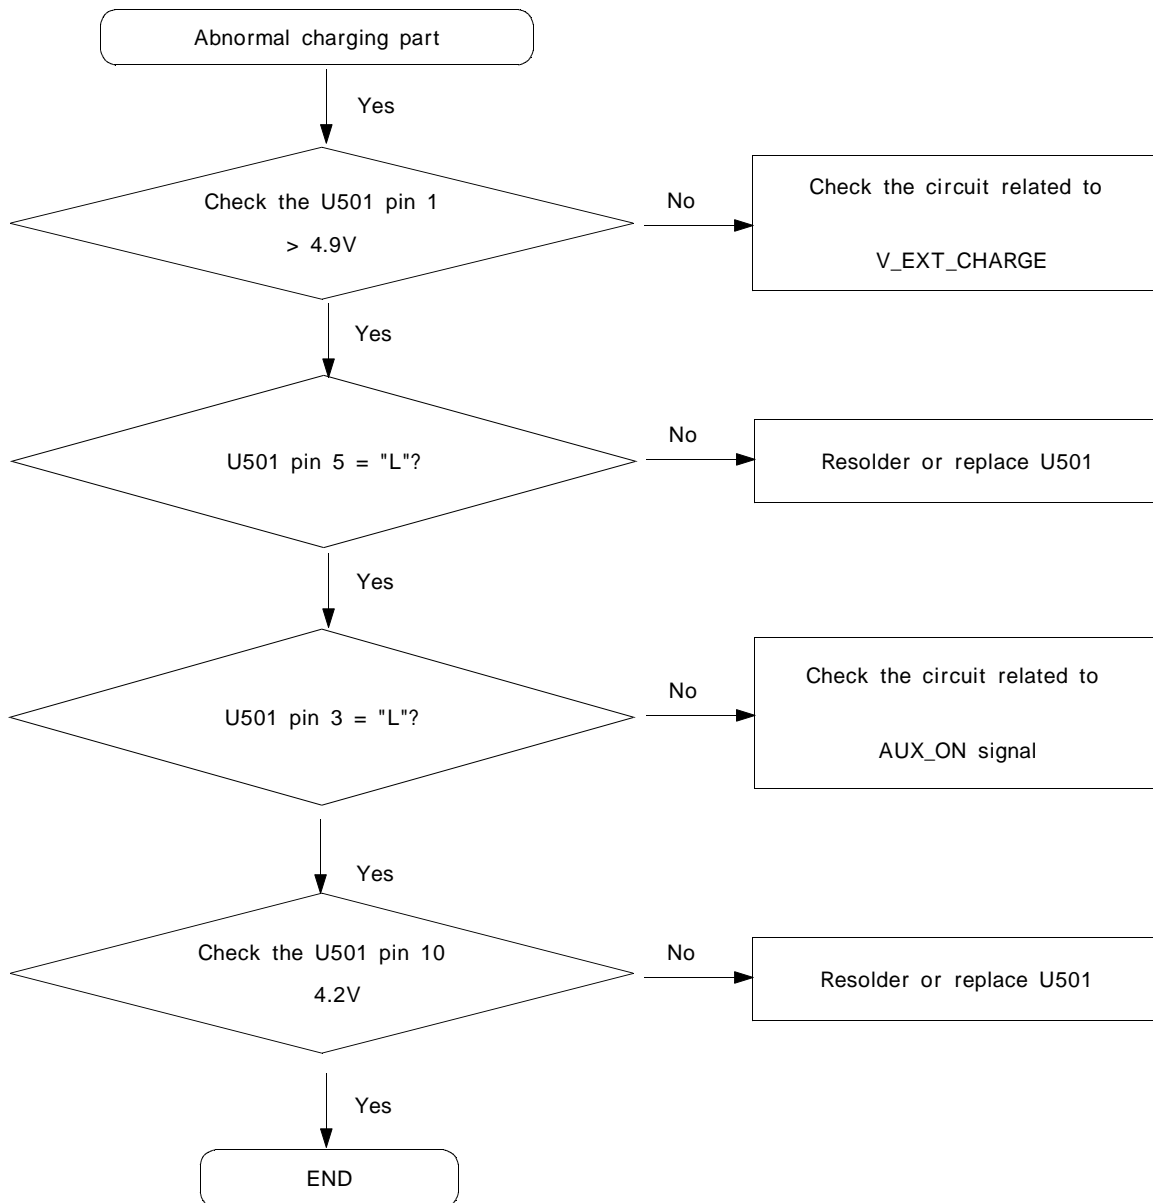 Abnormal charging part
Yes
Check the U501 pin 1
> 4.9V
No
Check the circuit related to
V_EXT_CHARGE
Yes
U501 pin 5 = "L"?
No
Resolder or replace U501
Yes
U501 pin 3 = "L"?
No
Check the circuit related to
AUX_ON signal
Yes
Check the U501 pin 10
4.2V
No
Resolder or replace U501
Yes
END